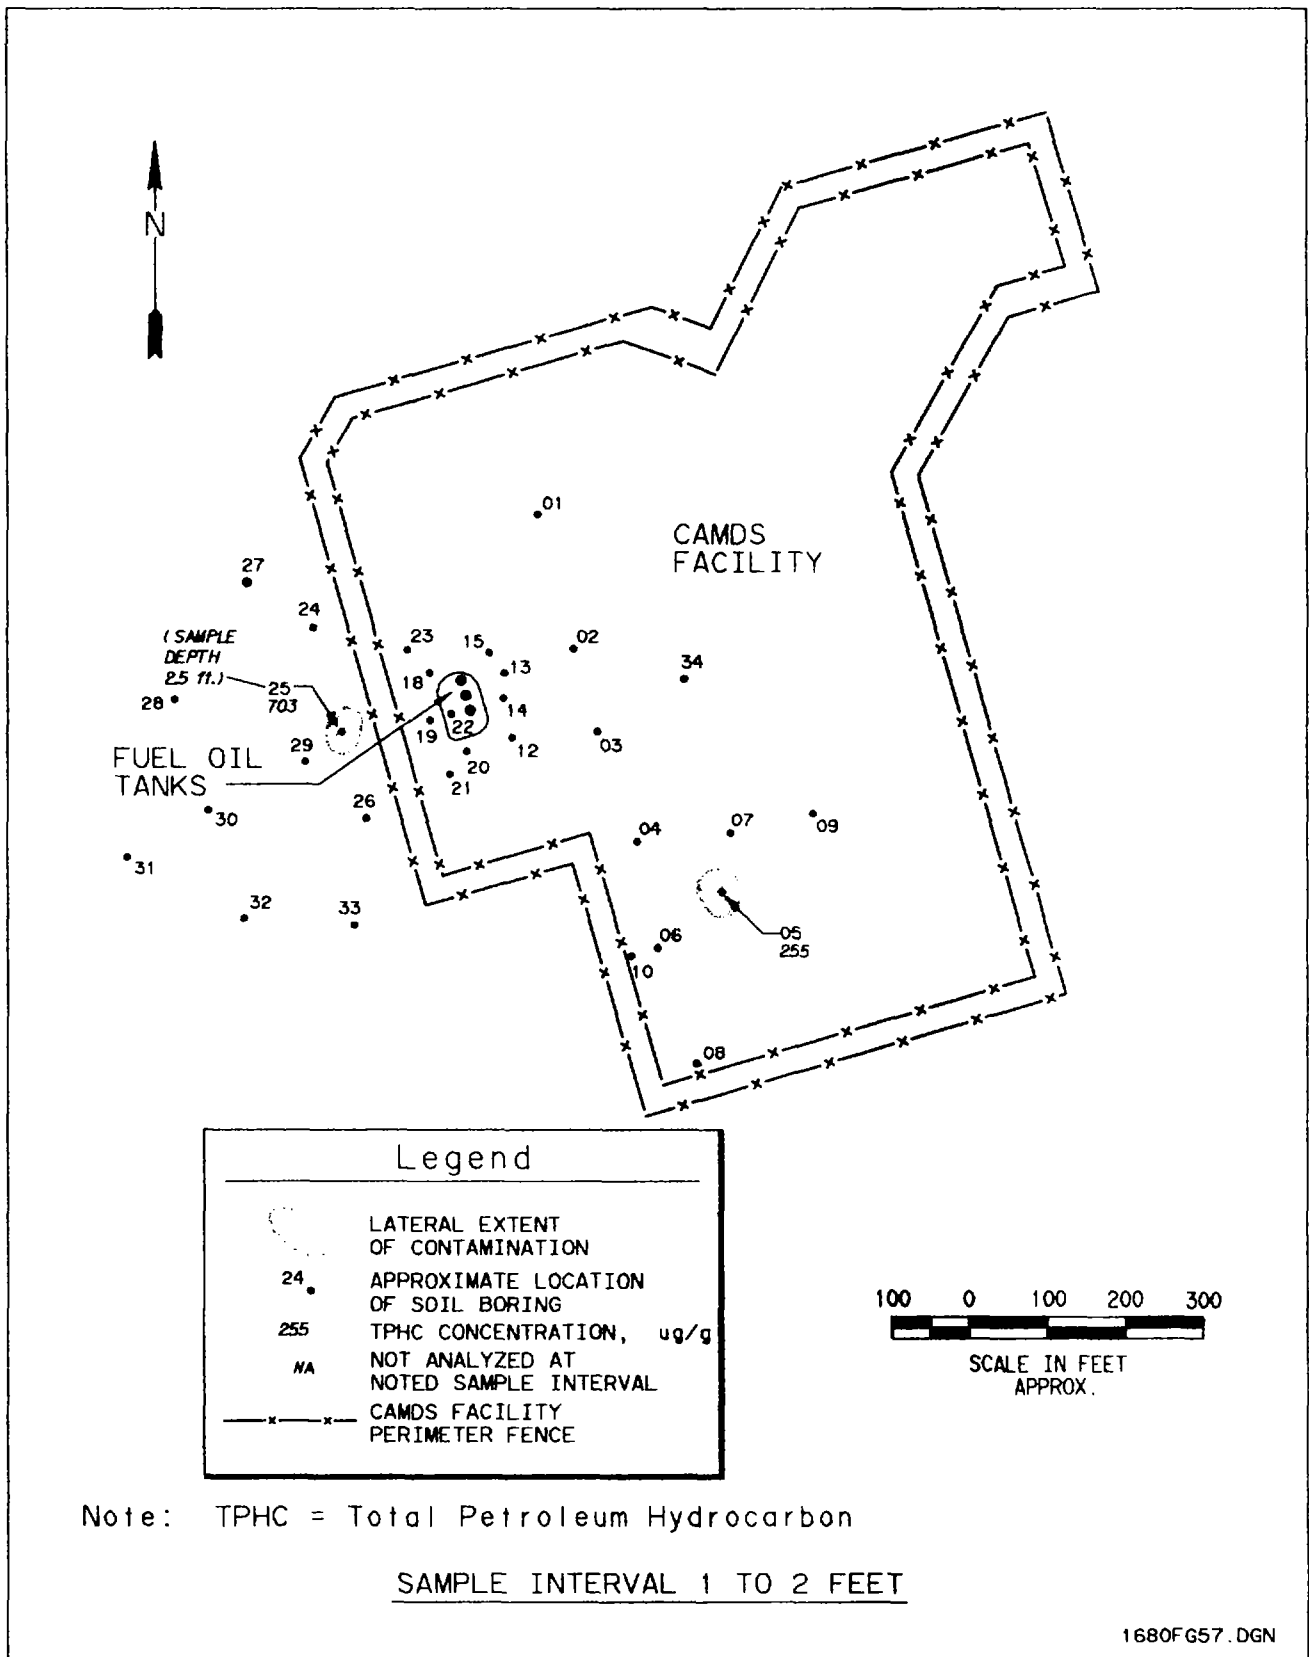 N
01
CAMDS
FACILITY
27
24
(SAMPLE
DEPTH
25 ft.)
23
15
02
13
34
18
25
703
28
14
19
22
29
12
03
FUEL OIL
TANKS
20
21
26
30
04
07
09
31
32
33
06
05
255
10
08
Legend
LATERAL EXTENT
OF CONTAMINATION
24
APPROXIMATE LOCATION
OF SOIL BORING
255
TPHC CONCENTRATION, ug/g
NA
NOT ANALYZED AT
NOTED SAMPLE INTERVAL
CAMDS FACILITY
PERIMETER FENCE
100 0 100 200 300
SCALE IN FEET
APPROX.
Note: TPHC = Total Petroleum Hydrocarbon
SAMPLE INTERVAL 1 TO 2 FEET
1680FG57.DGN